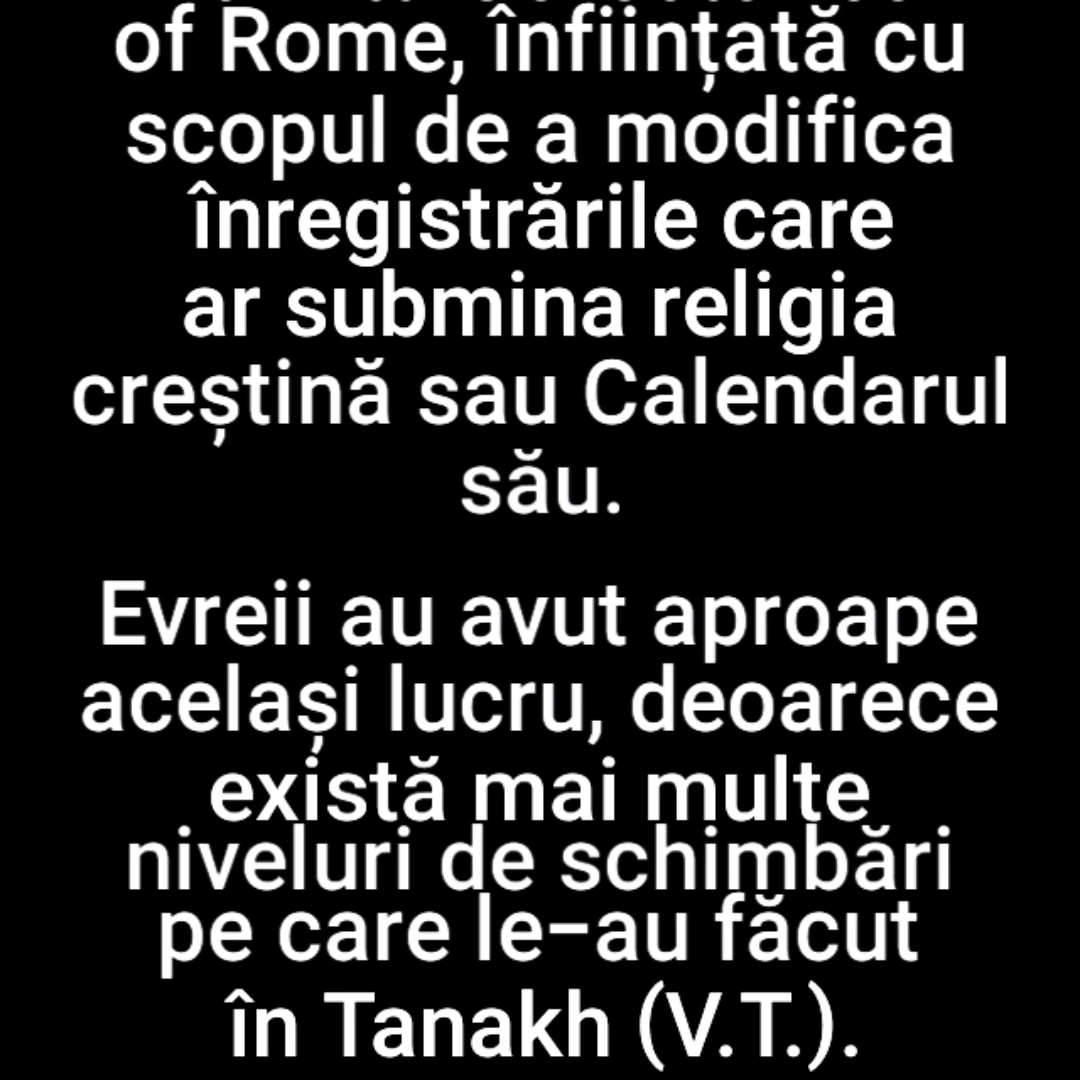 of Rome, înființată cu
scopul de a modifica
înregistrările care
ar submina religia
creștină sau Calendarul
său.
Evreii au avut aproape
același lucru, deoarece
există mai multe
niveluri de schimbări
pe care le-au făcut
în Tanakh (V.T.).